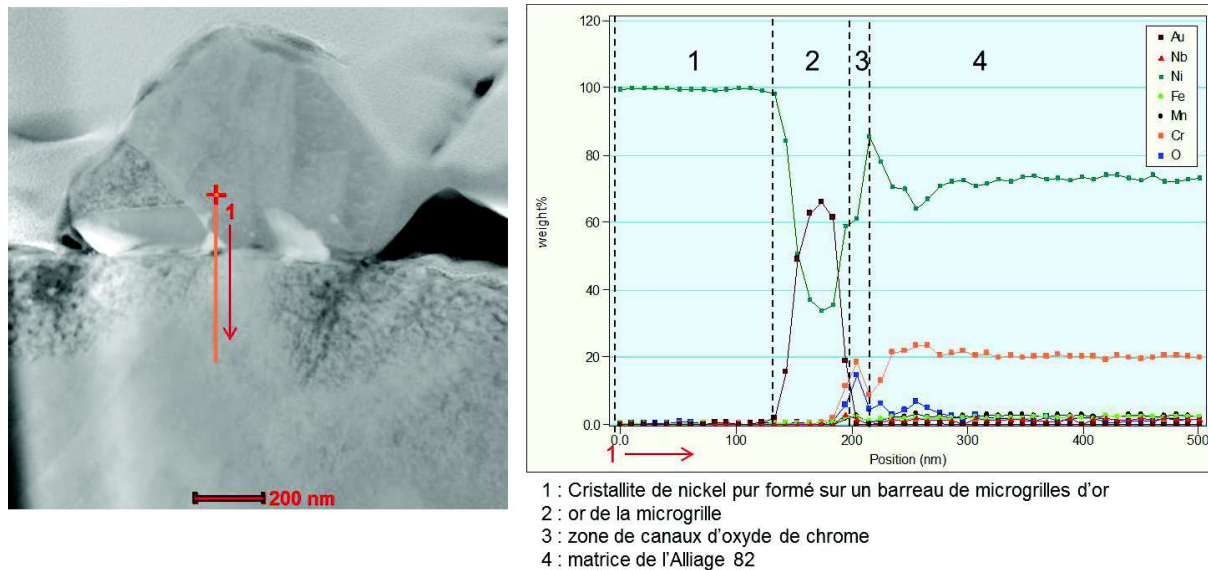 1
200 nm
120
100
80
60
40
20
0.0
weight%
1 2 3 4
Au
Nb
Ni
Fe
Mn
Cr
O
0.0 100 200 300 400 500
Position (nm)
1
1 : Cristallite de nickel pur formé sur un barreau de microgrilles d'or
2 : or de la microgrille
3 : zone de canaux d'oxyde de chrome
4 : matrice de l'Alliage 82